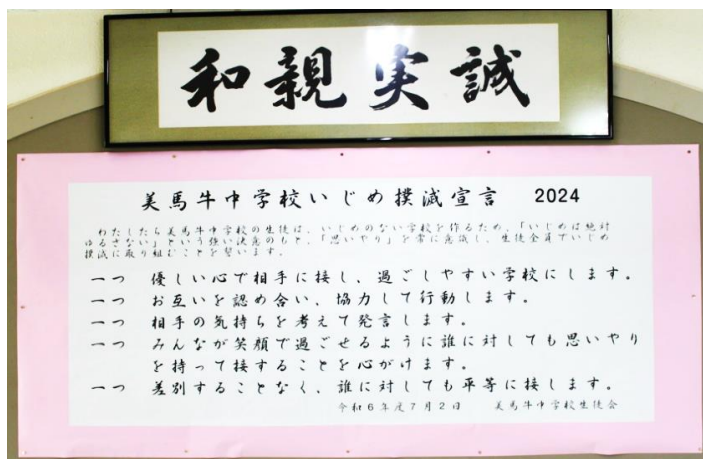 和親実誠
美馬牛中学校いじめ撲滅宣言　2024
わたしたち美馬牛中学校の生徒は、いじめのない学校を作るため、「いじめは絶対
ゆるさない」という強い決意のもと、「思いやり」を常に意識し、生徒全員でいじめ
撲滅に取り組むことを誓います。
一つ　優しい心で相手に接し、過ごしやすい学校にします。
一つ　お互いを認め合い、協力して行動します。
一つ　相手の気持ちを考えて発言します。
一つ　みんなが笑顔で過ごせるように誰に対しても思いやり
を持って接することを心がけます。
一つ　差別することなく、誰に対しても平等に接します。
令和６年度７月２日　美馬牛中学校生徒会